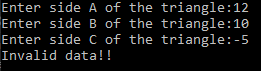 Enter side A of the triangle:12
Enter side B of the triangle:10
Enter side C of the triangle:-5
Invalid data!!